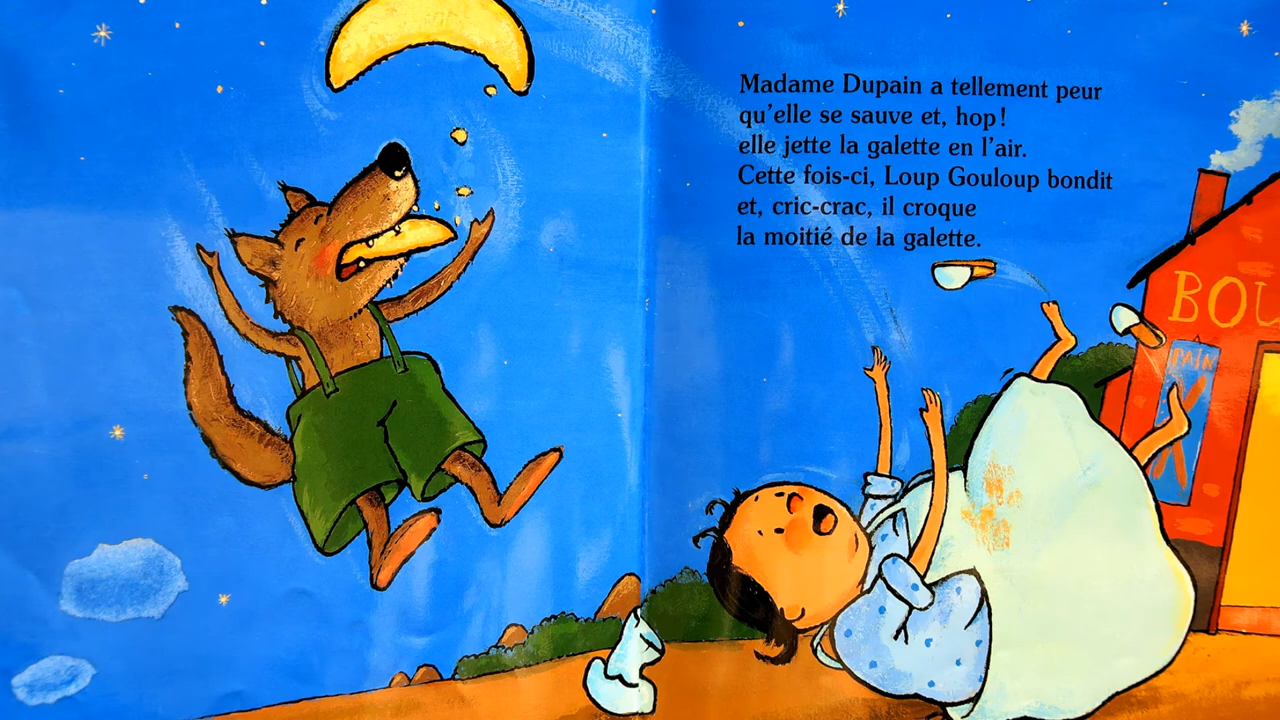 Madame Dupain a tellement peur
qu'elle se sauve et, hop!
elle jette la galette en l'air.
Cette fois-ci, Loup Gouloup bondit
et, cric-crac, il croque
la moitié de la galette.
BOU
PAIN